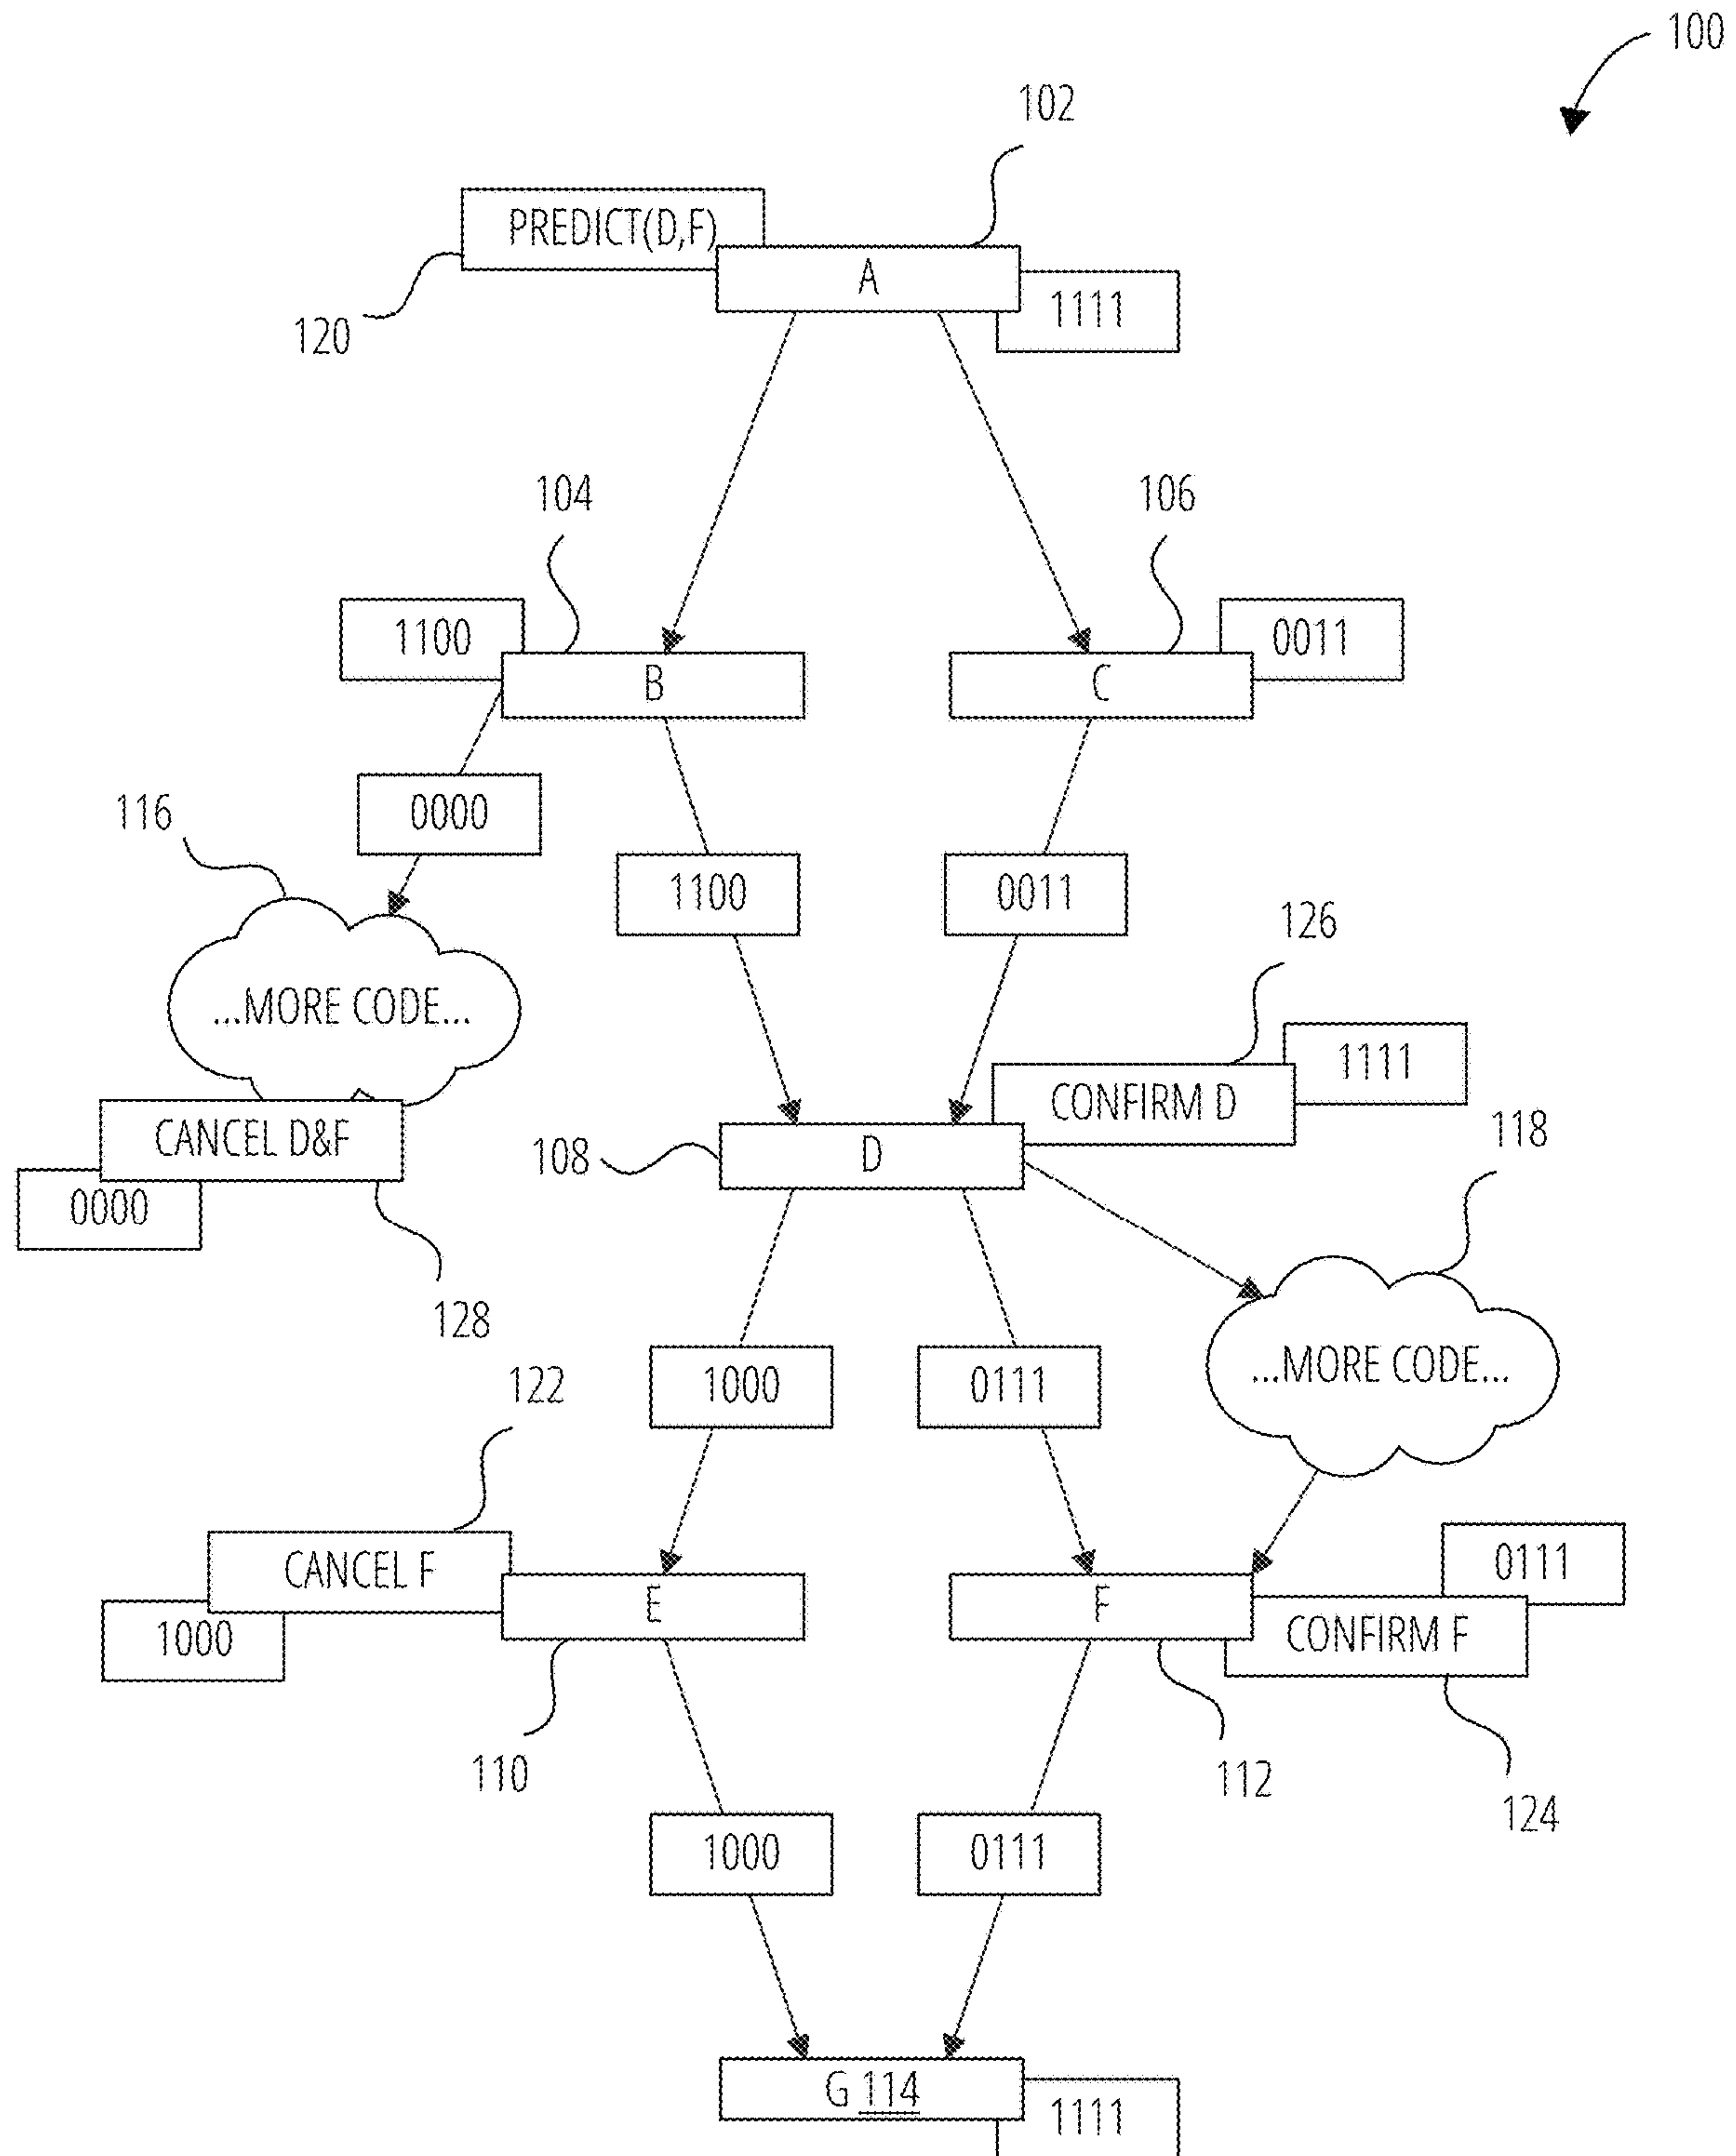 100
102
PREDICT(D,F)
A
1111
120
104
106
1100
0011
B
C
116
0000
1100
0011
126
...MORE CODE...
1111
CONFIRM D
118
CANCEL D&F
108
D
0000
128
122
1000
0111
...MORE CODE...
CANCEL F
0111
E
F
CONFIRM F
1000
110
112
124
1000
0111
G 114
1111